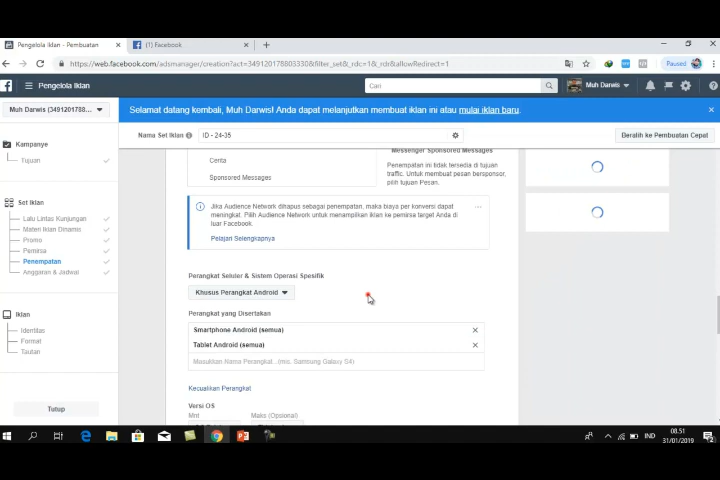 Pengelola Iklan - Pembuatan
(1) Facebook
https://web.facebook.com/adsmanager/creation?act=349120178803330&filter_set&_rdc=1&_rdr&allowRedirect=1
Paused
Pengelola Iklan
Cari
Muh Darwis
Muh Darwis (3491201788...
Selamat datang kembali, Muh Darwis! Anda dapat melanjutkan membuat iklan ini atau mulai iklan baru.
Nama Set Iklan
ID - 24-35
Beralih ke Pembuatan Cepat
Kampanye
Tujuan
Set Iklan
Lalu Lintas Kunjungan
Materi Iklan Dinamis
Promo
Pemirsa
Penempatan
Anggaran & Jadwal
Iklan
Identitas
Format
Tautan
Tutup
Cerita
Sponsored Messages
Messenger Sponsored Messages
Penempatan ini tidak tersedia di tujuan
traffic. Untuk membuat pesan bersponsor,
pilih tujuan Pesan.
Jika Audience Network dihapus sebagai penempatan, maka biaya per konversi dapat
meningkat. Pilih Audience Network untuk menampilkan iklan ke pemirsa target Anda di
luar Facebook.
Pelajari Selengkapnya
Perangkat Seluler & Sistem Operasi Spesifik
Khusus Perangkat Android
Perangkat yang Disertakan
Smartphone Android (semua)
Tablet Android (semua)
Masukkan Nama Perangkat...(mis. Samsung Galaxy S4)
Kecualikan Perangkat
Versi OS
Mnt
Maks (Opsional)
IND
08.51
31/01/2019